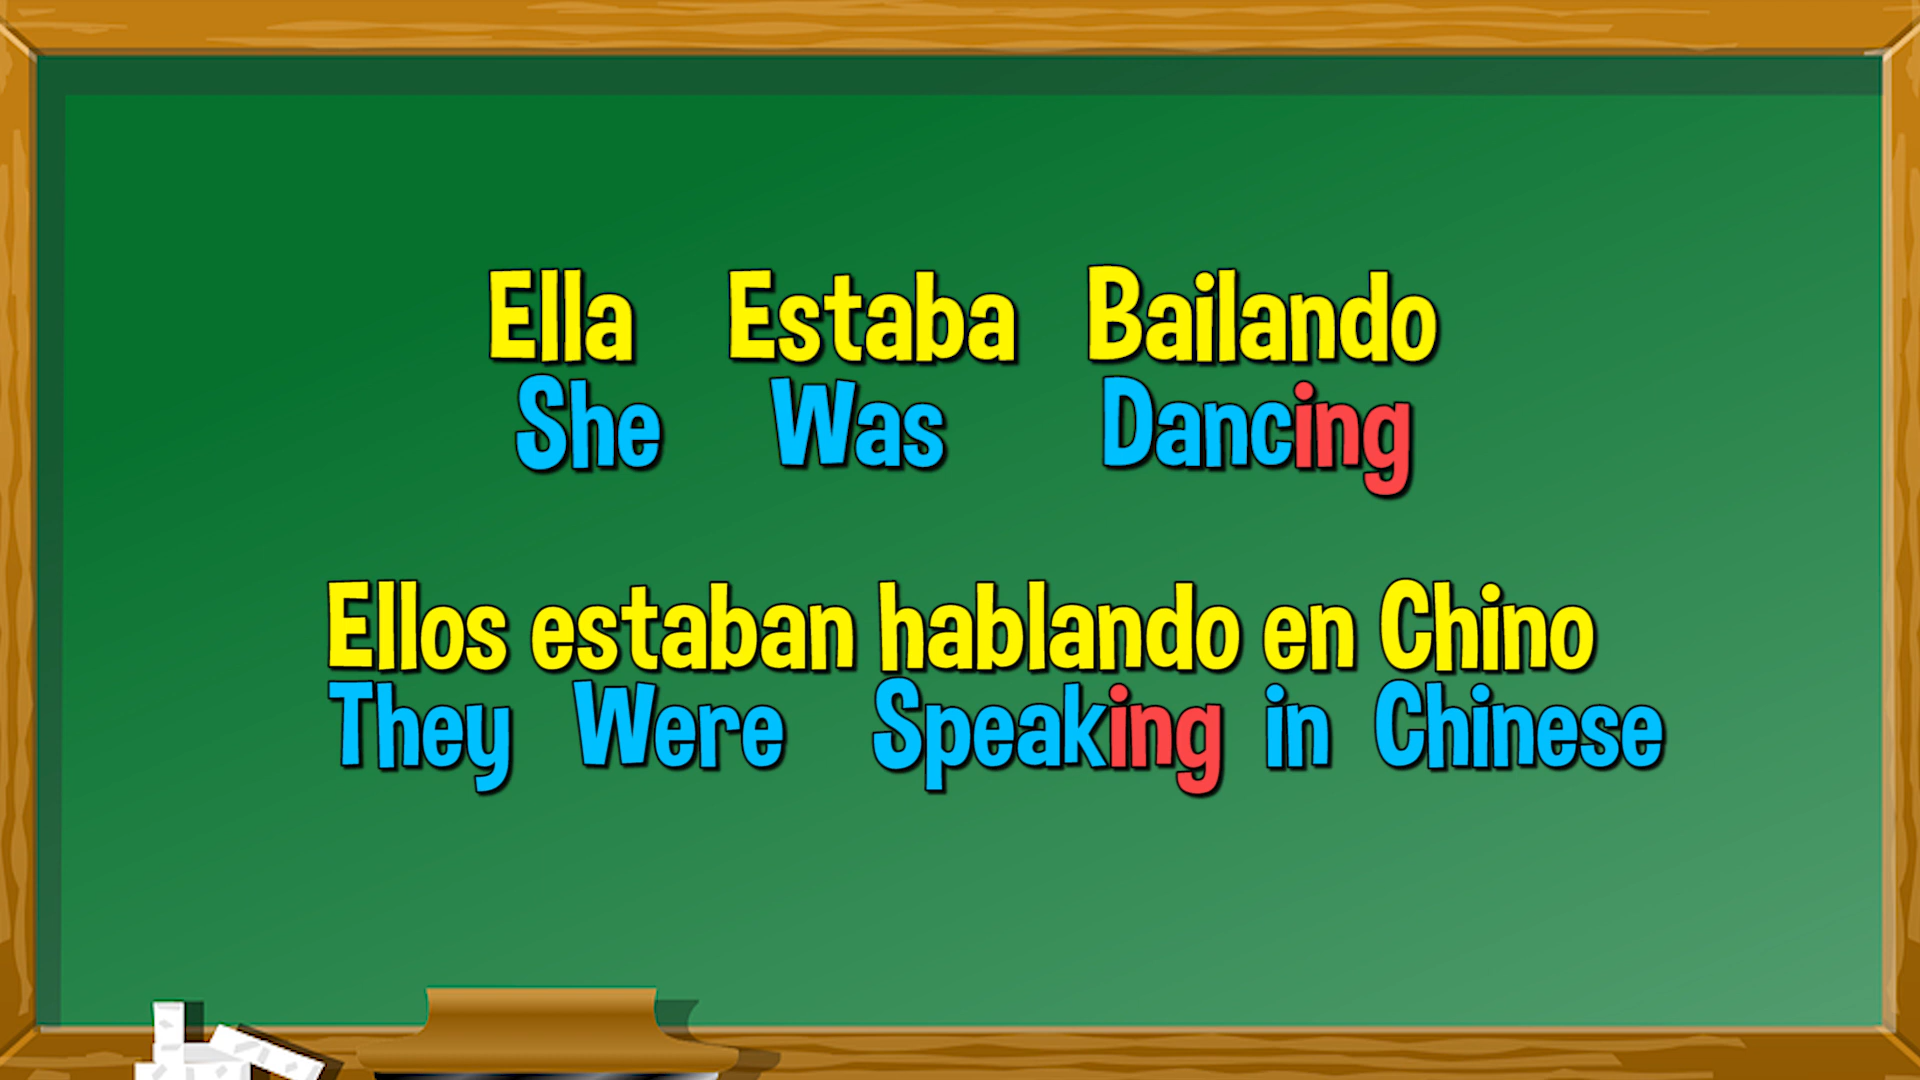 Ella Estaba Bailando
She Was Dancing
Ellos estaban hablando en Chino
They Were Speaking in Chinese